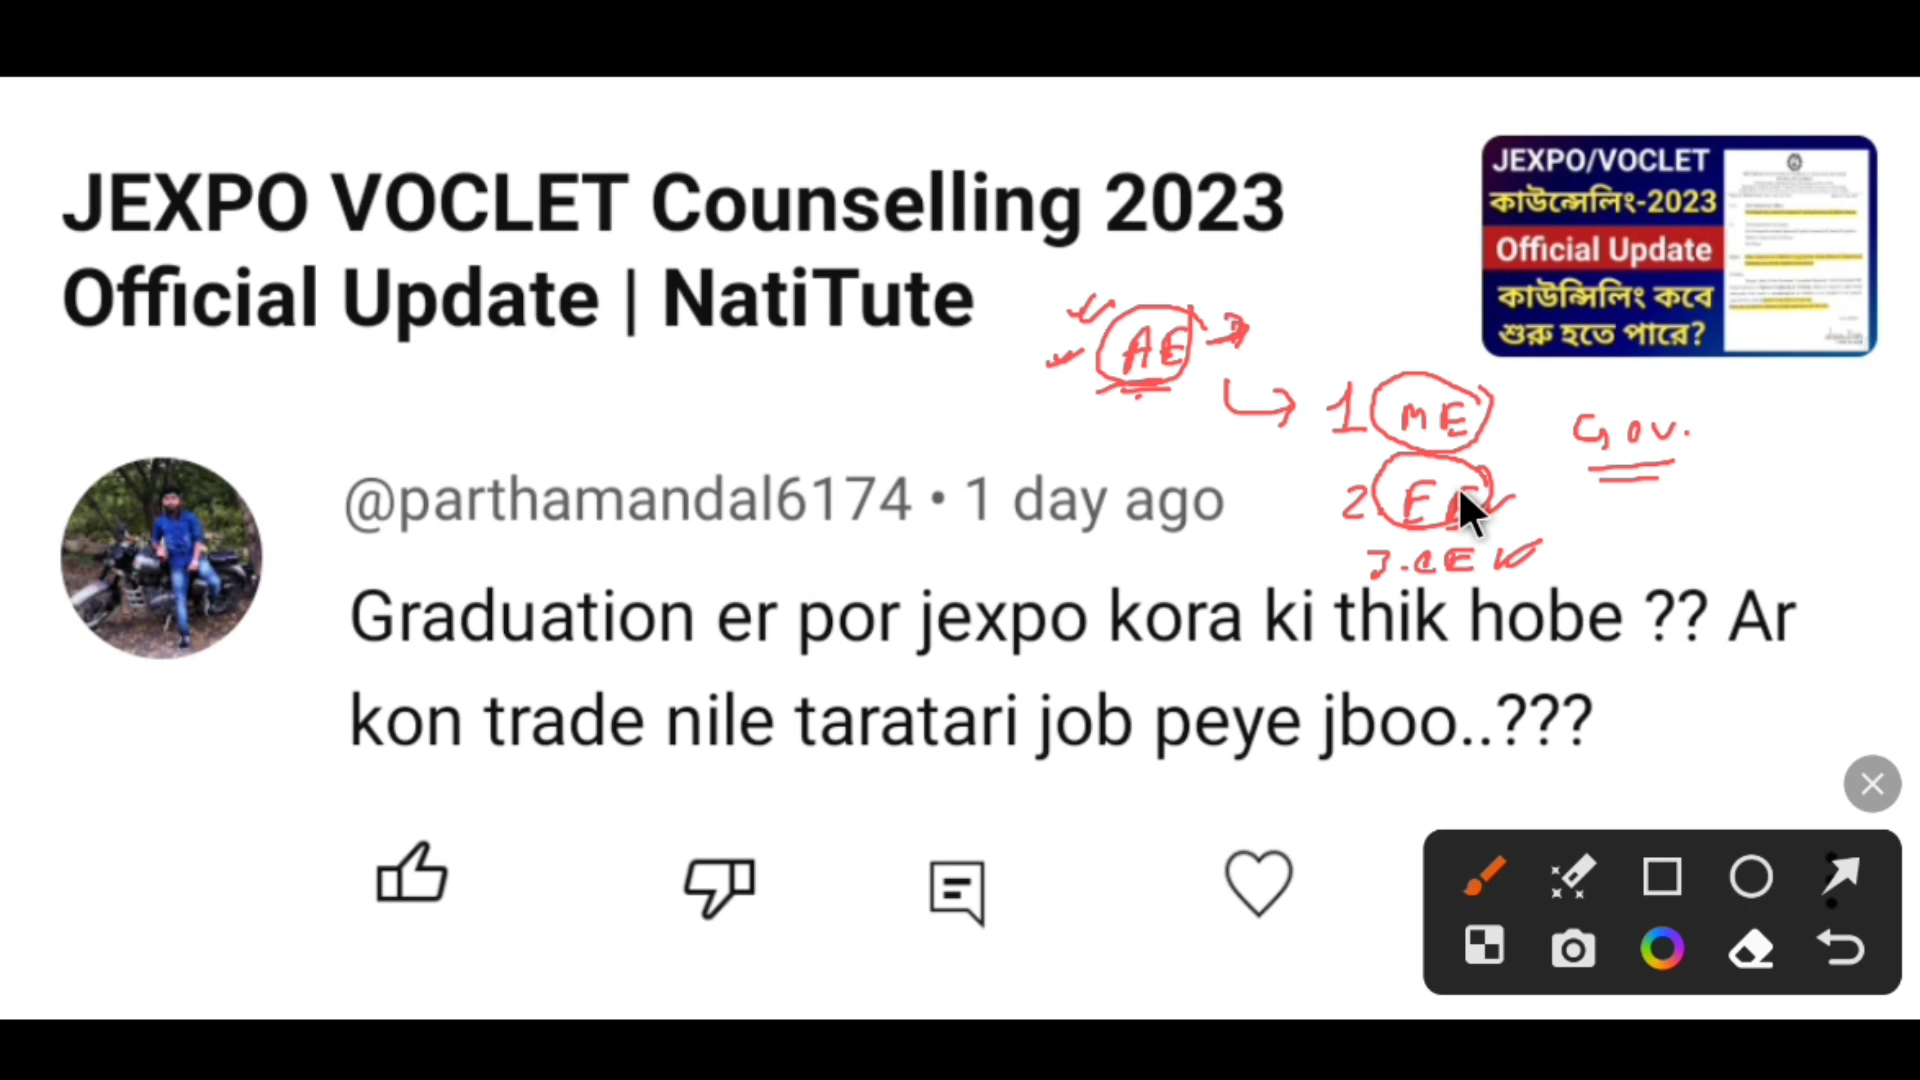 JEXPO VOCLET Counselling 2023
Official Update | NatiTute
JEXPO/VOCLET
কাউন্সেলিং-2023
Official Update
কাউন্সিলিং কবে
শুরু হতে পারে?
AE
1 ME
Gov.
2. E
3. CE
@parthamandal6174 • 1 day ago
Graduation er por jexpo kora ki thik hobe ?? Ar
kon trade nile taratari job peye jboo..???